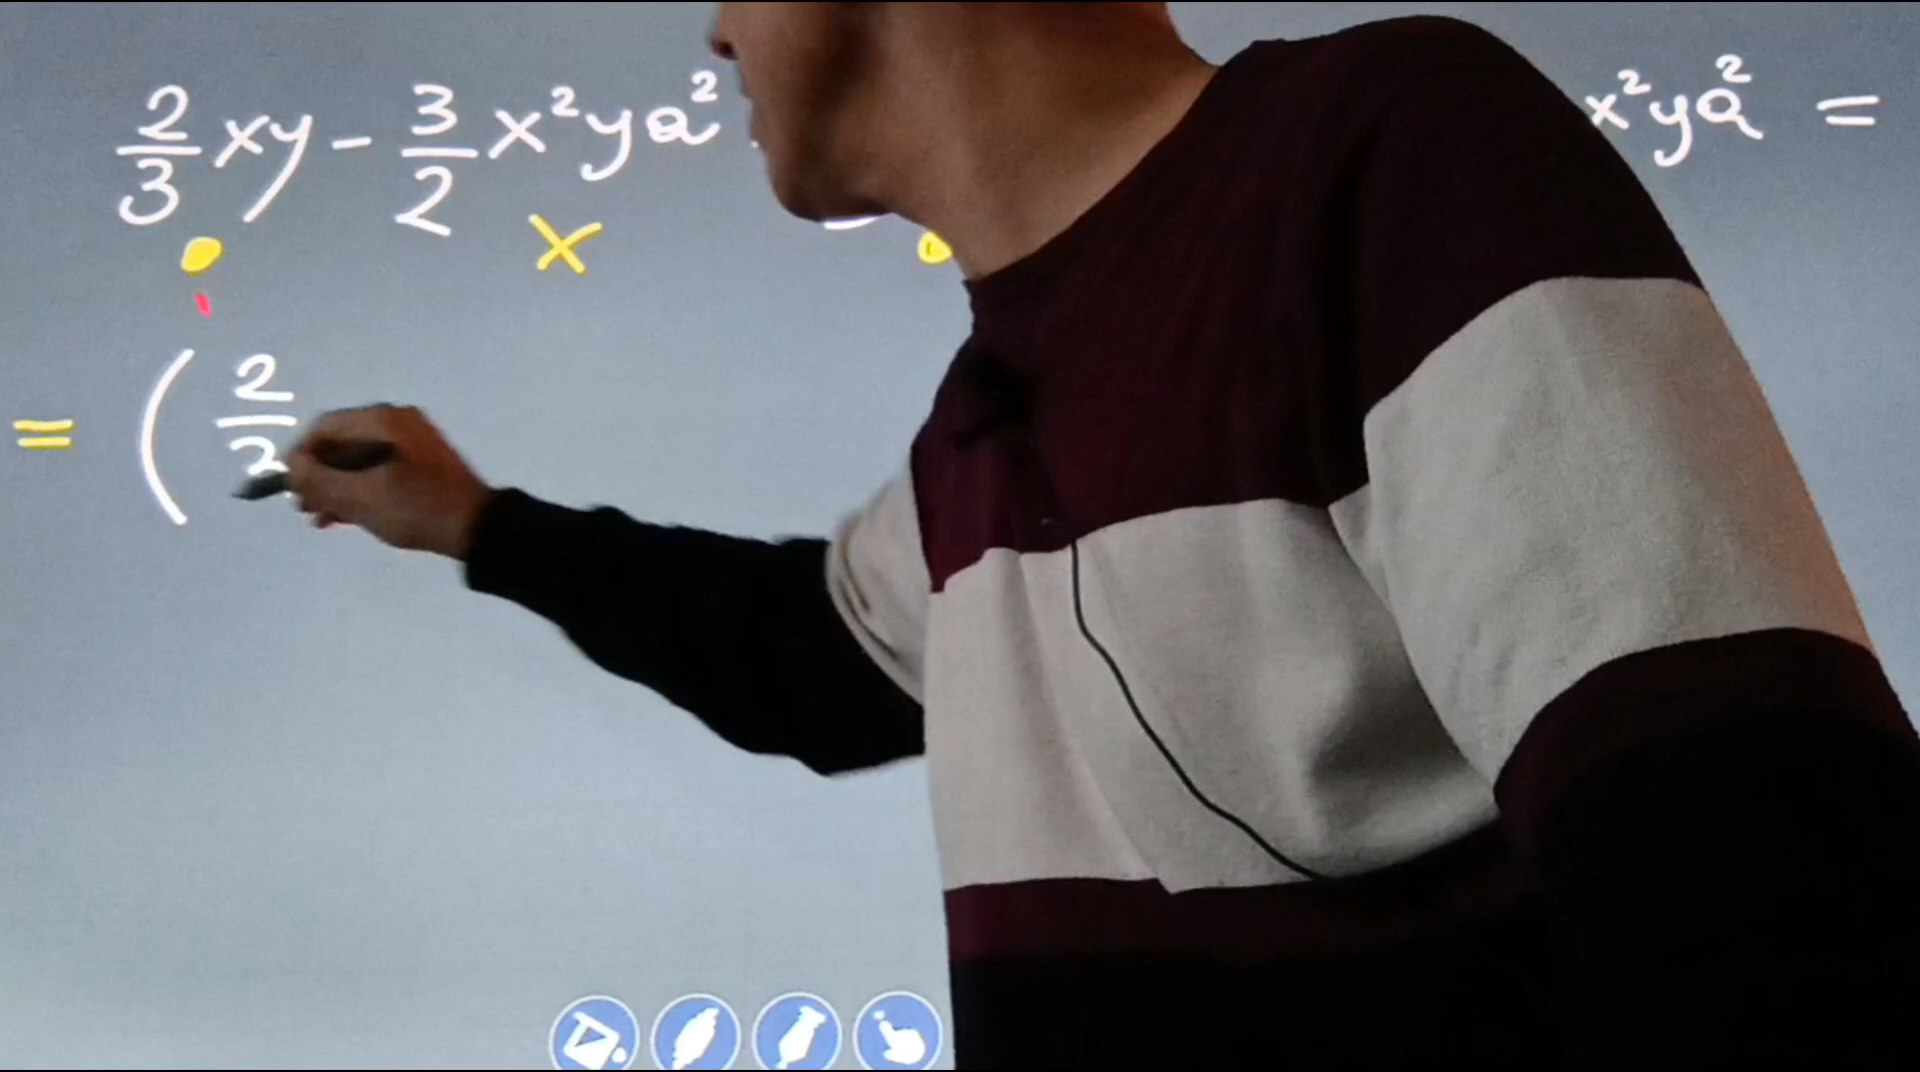 2/3 xy - 3/2 x²ya² x²ya² =
= ( 2/3